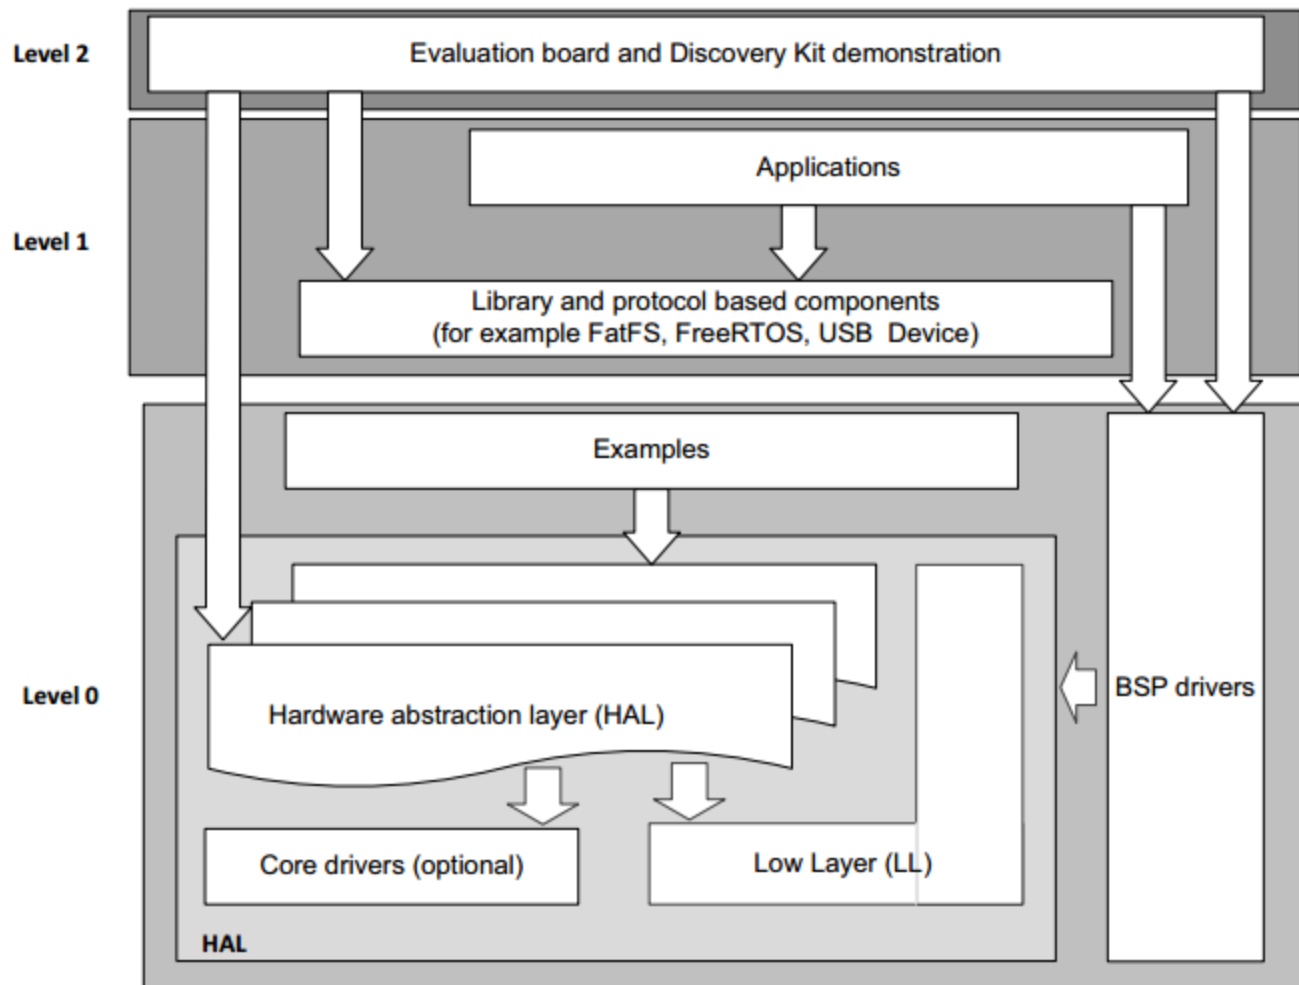 Level 2
Evaluation board and Discovery Kit demonstration
Applications
Level 1
Library and protocol based components
(for example FatFS, FreeRTOS, USB Device)
Examples
Level 0
BSP drivers
Hardware abstraction layer (HAL)
Core drivers (optional)
Low Layer (LL)
HAL